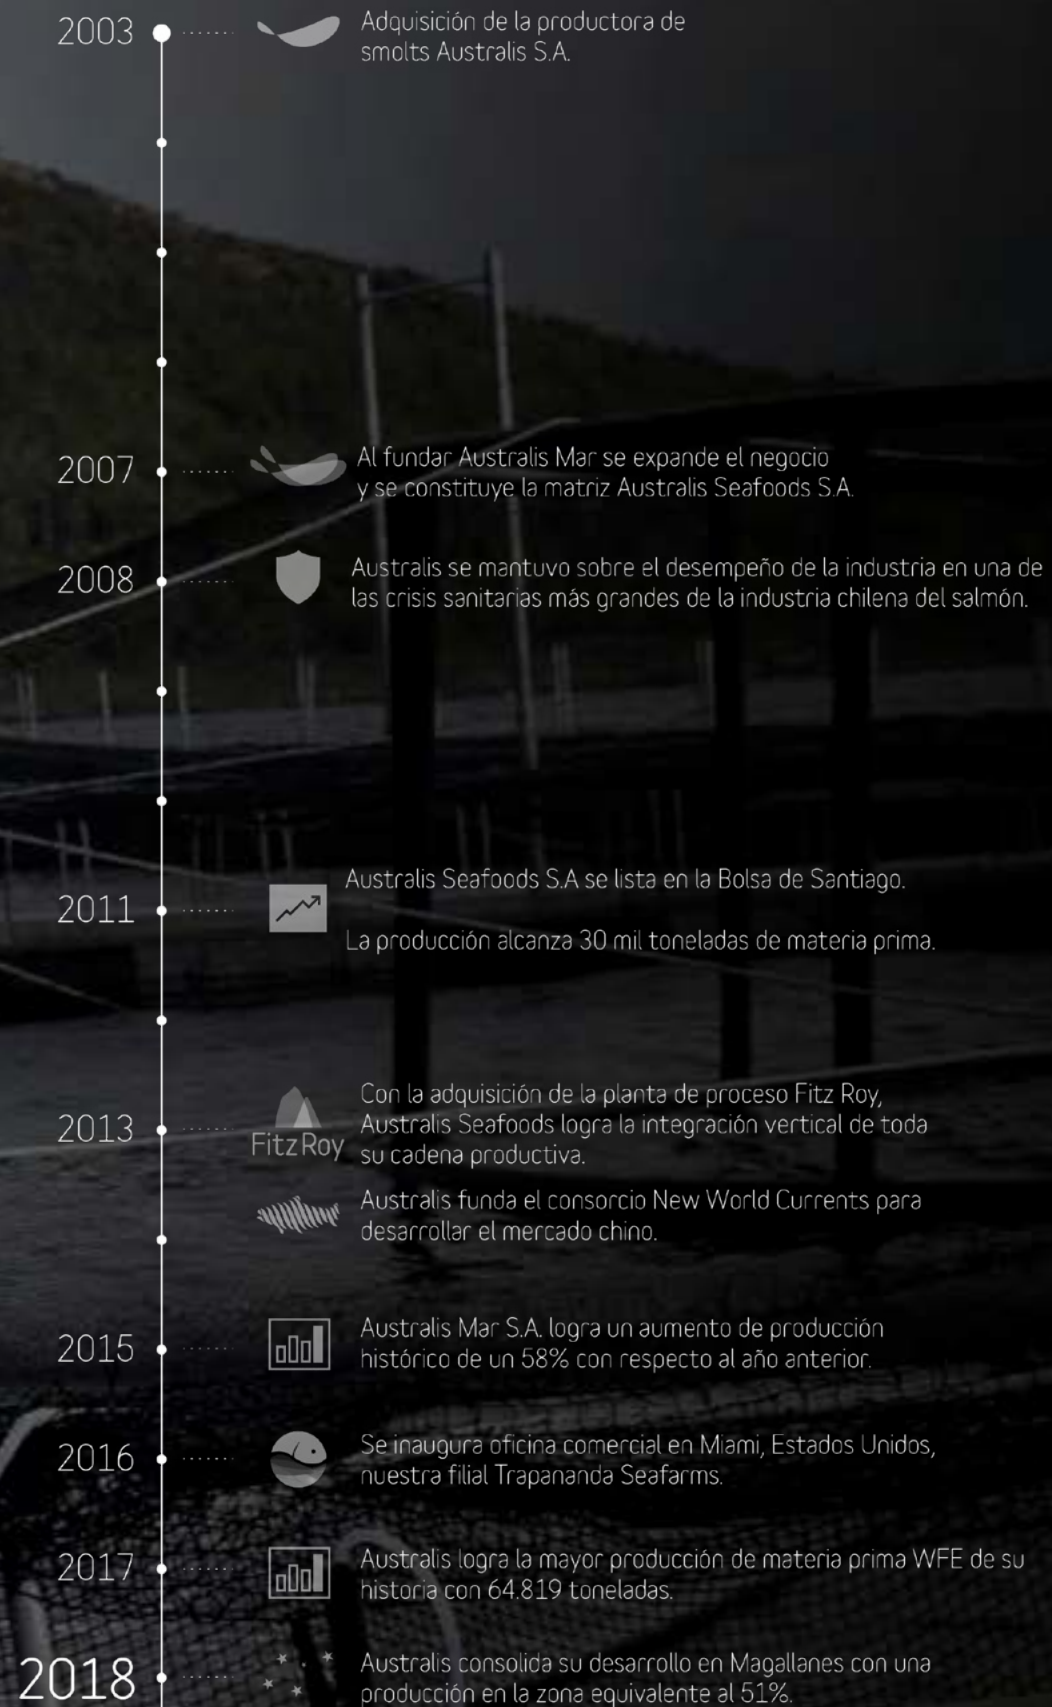 2003
Adquisición de la productora de
smolts Australis S.A.
2007
Al fundar Australis Mar se expande el negocio
y se constituye la matriz Australis Seafoods S.A.
2008
Australis se mantuvo sobre el desempeño de la industria en una de
las crisis sanitarias más grandes de la industria chilena del salmón.
2011
Australis Seafoods S.A se lista en la Bolsa de Santiago.
La producción alcanza 30 mil toneladas de materia prima.
2013
FitzRoy
Con la adquisición de la planta de proceso Fitz Roy,
Australis Seafoods logra la integración vertical de toda
su cadena productiva.
Australis funda el consorcio New World Currents para
desarrollar el mercado chino.
2015
Australis Mar S.A. logra un aumento de producción
histórico de un 58% con respecto al año anterior.
2016
Se inaugura oficina comercial en Miami, Estados Unidos,
nuestra filial Trapananda Seafarms.
2017
Australis logra la mayor producción de materia prima WFE de su
historia con 64.819 toneladas.
2018
Australis consolida su desarrollo en Magallanes con una
producción en la zona equivalente al 51%.